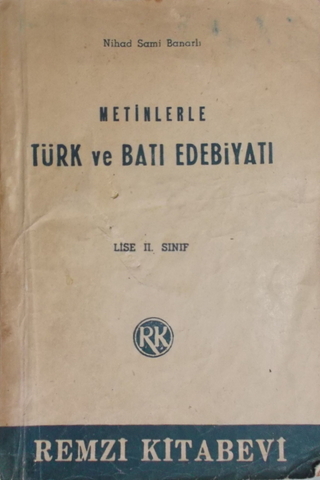 Nihad Sami Banarlı
METİNLERLE
TÜRK ve BATI EDEBİYATI
LİSE II. SINIF
RK
REMZİ KİTABEVİ